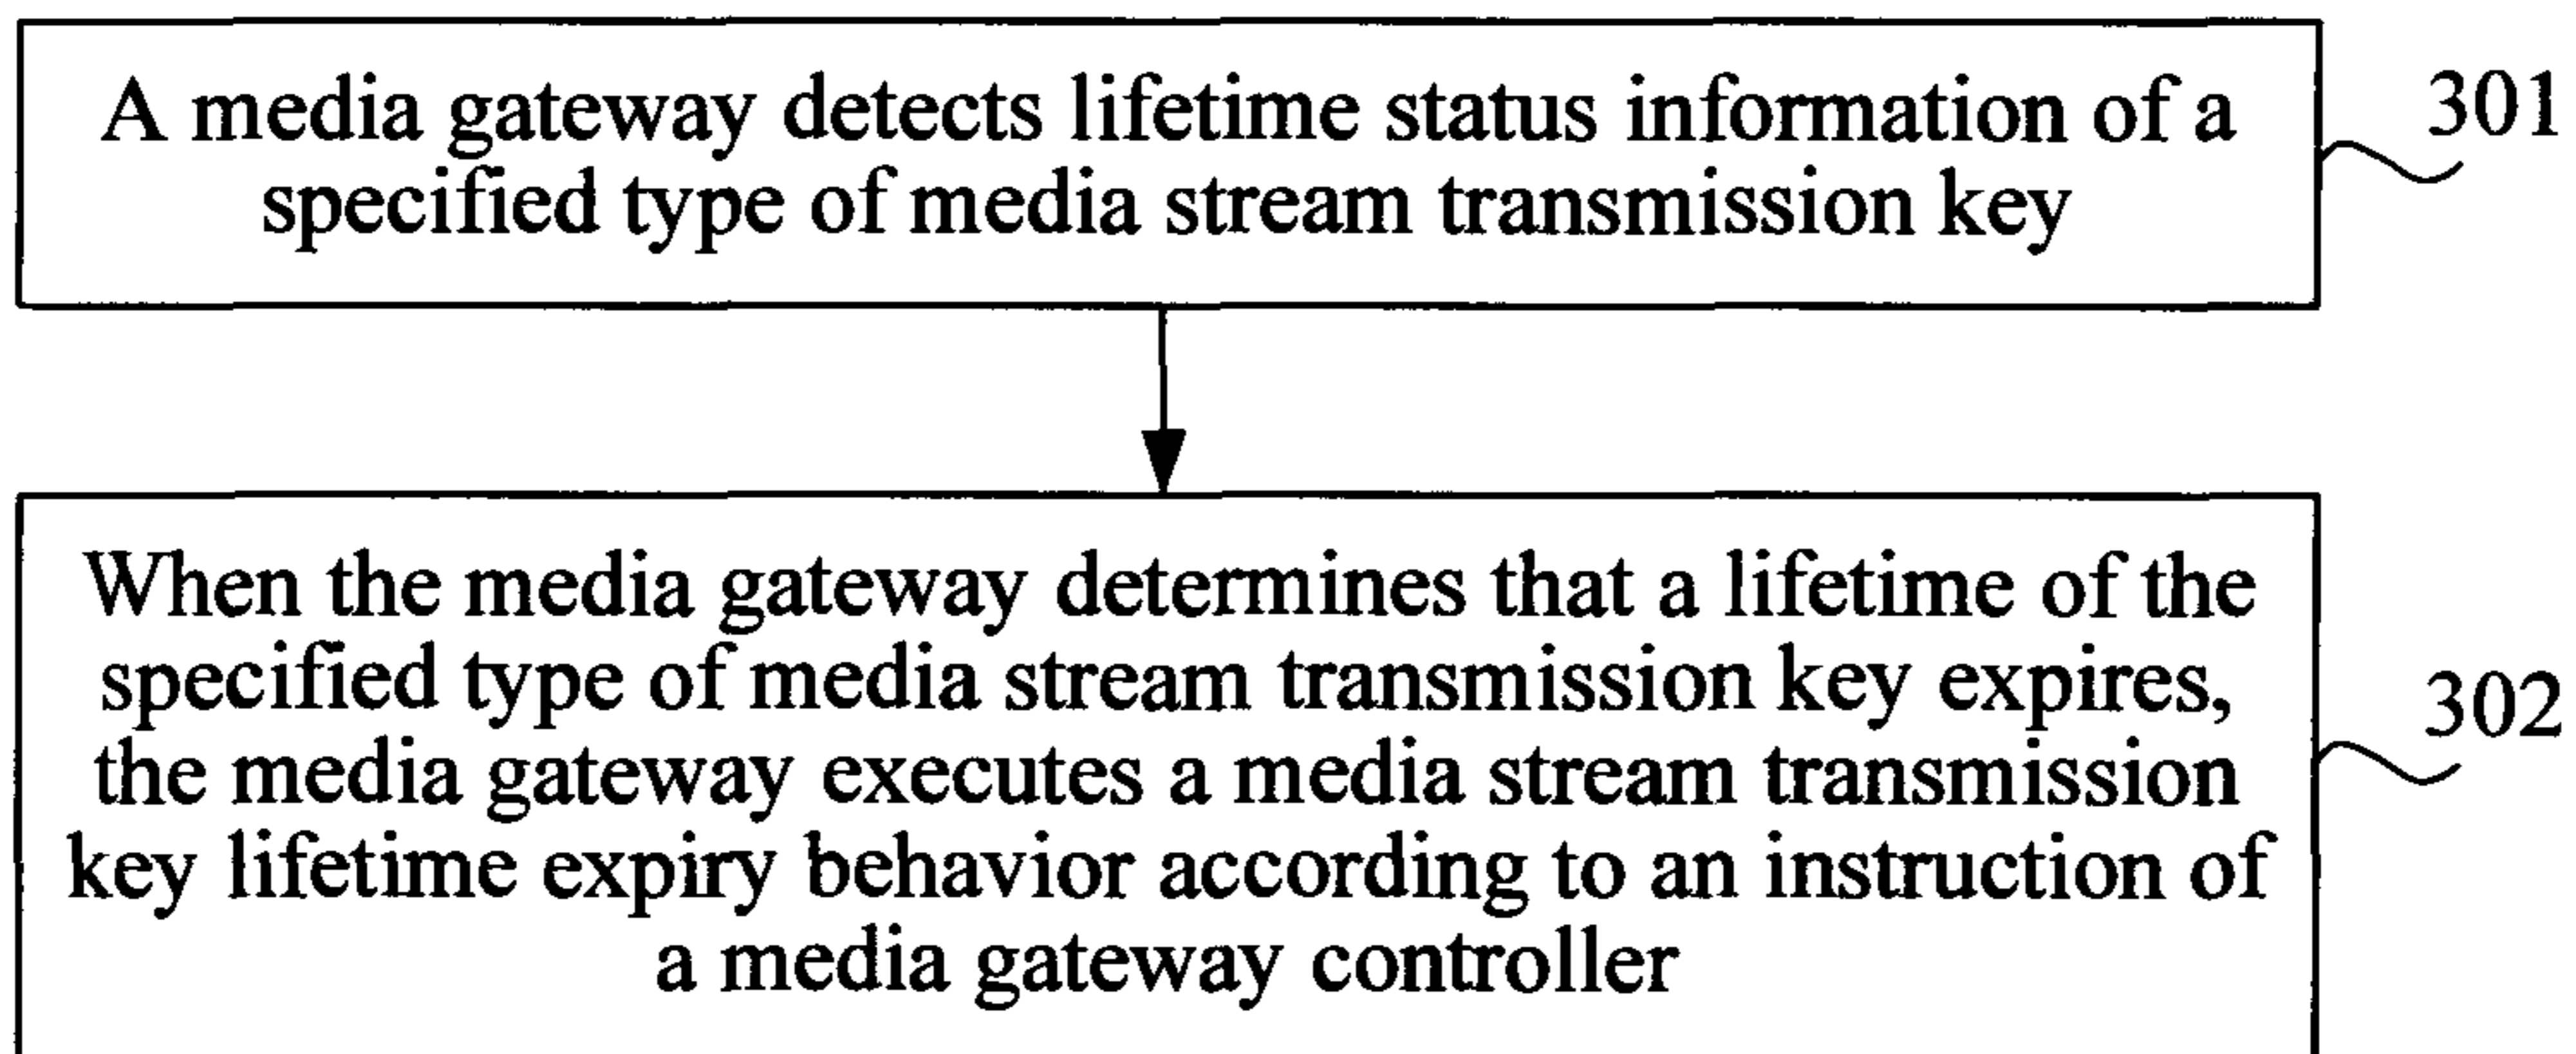 A media gateway detects lifetime status information of a
specified type of media stream transmission key
301
When the media gateway determines that a lifetime of the
specified type of media stream transmission key expires,
the media gateway executes a media stream transmission
key lifetime expiry behavior according to an instruction of
a media gateway controller
302